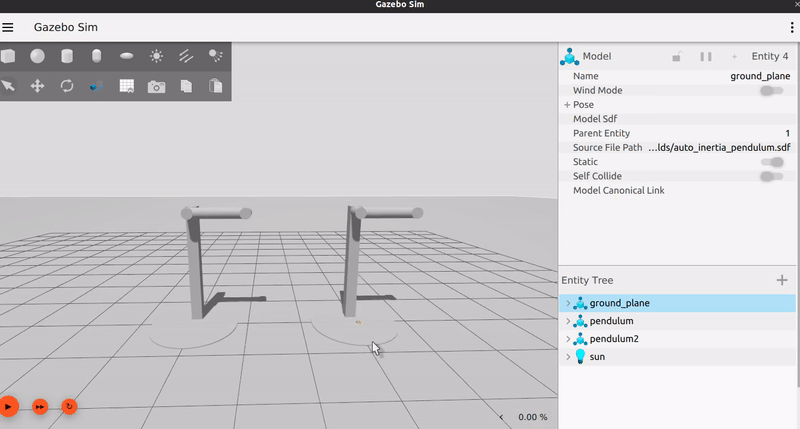 Gazebo Sim
Gazebo Sim
Model Entity 4
Name ground_plane
Wind Mode
Pose
Model Sdf
Parent Entity 1
Source File Path ...lds/auto_inertia_pendulum.sdf
Static
Self Collide
Model Canonical Link
Entity Tree
ground_plane
pendulum
pendulum2
sun
0.00 %